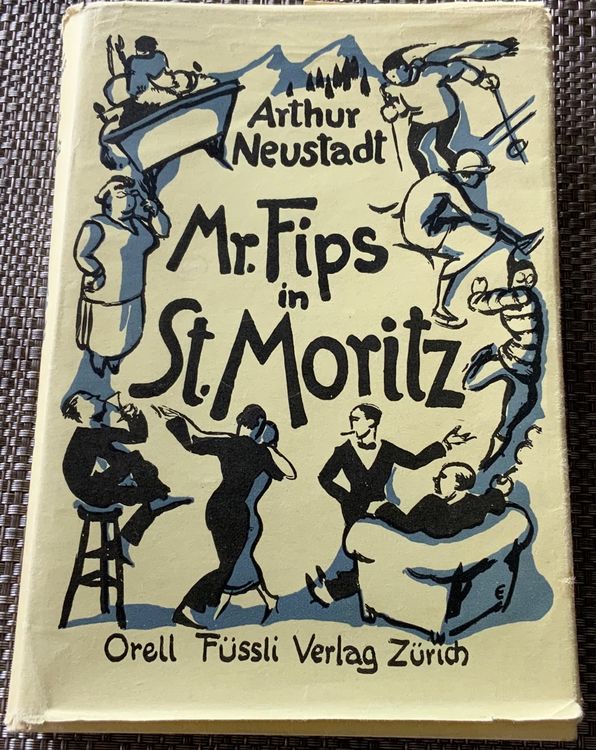 Arthur
Neustadt
Mr. Fips
in
St. Moritz
E
W
Orell Füssli Verlag Zürich